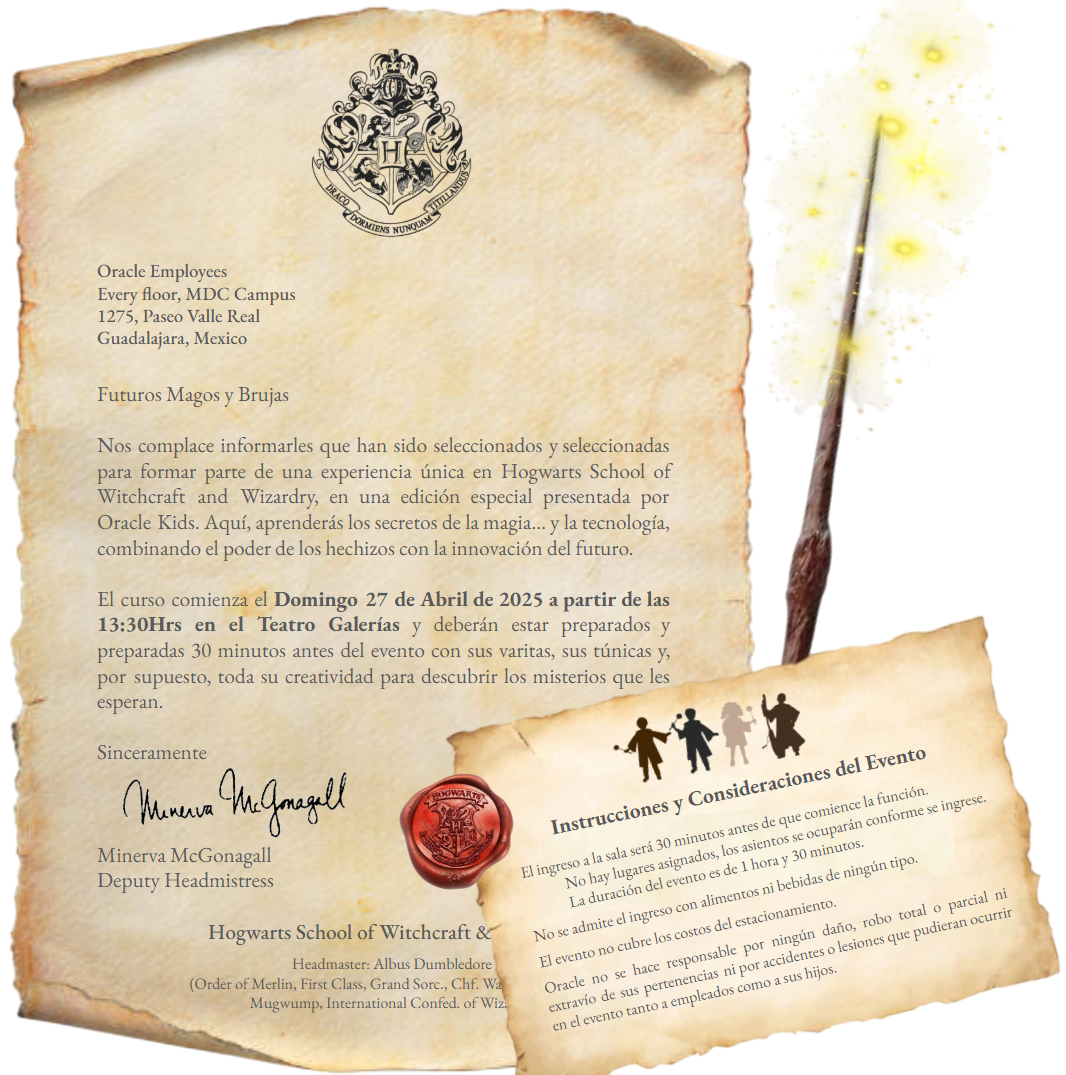 DRACO DORMIENS NUNQUAM TITILLANDUS
Oracle Employees
Every floor, MDC Campus
1275, Paseo Valle Real
Guadalajara, Mexico
Futuros Magos y Brujas
Nos complace informarles que han sido seleccionados y seleccionadas
para formar parte de una experiencia única en Hogwarts School of
Witchcraft and Wizardry, en una edición especial presentada por
Oracle Kids. Aquí, aprenderás los secretos de la magia... y la tecnología,
combinando el poder de los hechizos con la innovación del futuro.
El curso comienza el Domingo 27 de Abril de 2025 a partir de las
13:30Hrs en el Teatro Galerías y deberán estar preparados y
preparadas 30 minutos antes del evento con sus varitas, sus túnicas y,
por supuesto, toda su creatividad para descubrir los misterios que les
esperan.
Sinceramente
Minerva McGonagall
Minerva McGonagall
Deputy Headmistress
HOGWARTS
H
Hogwarts School of Witchcraft &
Headmaster: Albus Dumbledore
(Order of Merlin, First Class, Grand Sorc., Chf. Wa
Mugwump, International Confed. of Wiz
Instrucciones y Consideraciones del Evento
El ingreso a la sala será 30 minutos antes de que comience la función.
No hay lugares asignados, los asientos se ocuparán conforme se ingrese.
La duración del evento es de 1 hora y 30 minutos.
No se admite el ingreso con alimentos ni bebidas de ningún tipo.
El evento no cubre los costos del estacionamiento.
Oracle no se hace responsable por ningún daño, robo total o parcial ni
extravío de sus pertenencias ni por accidentes o lesiones que pudieran ocurrir
en el evento tanto a empleados como a sus hijos.